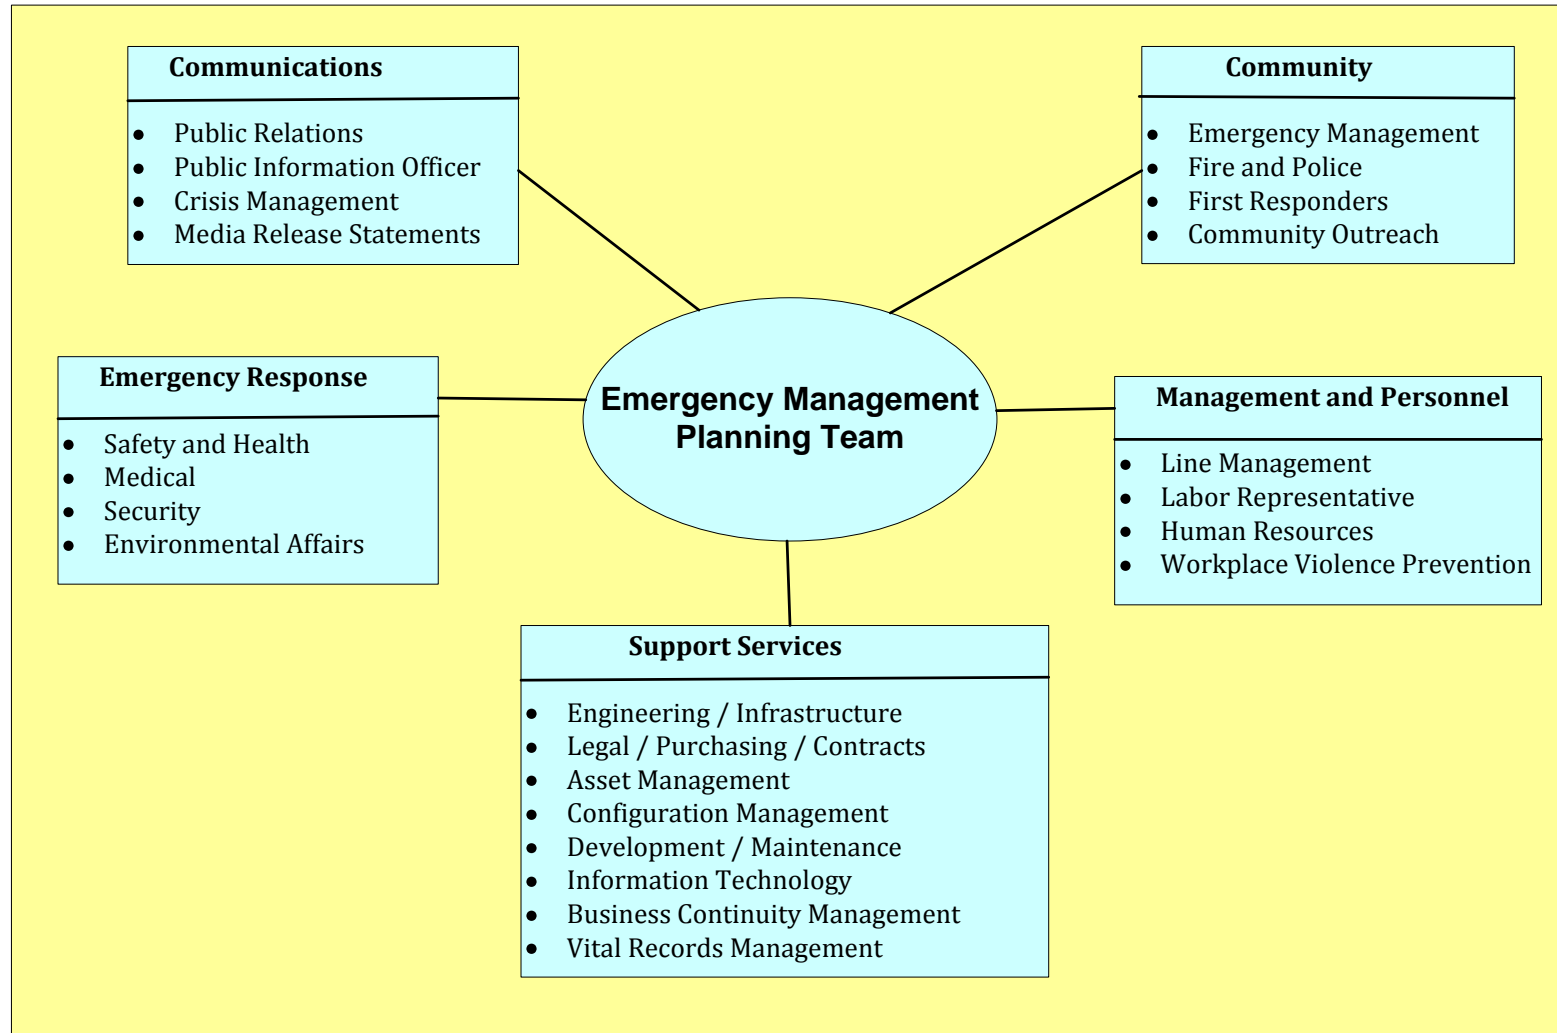 Communications
• Public Relations
• Public Information Officer
• Crisis Management
• Media Release Statements
Community
• Emergency Management
• Fire and Police
• First Responders
• Community Outreach
Emergency Management
Planning Team
Emergency Response
• Safety and Health
• Medical
• Security
• Environmental Affairs
Management and Personnel
• Line Management
• Labor Representative
• Human Resources
• Workplace Violence Prevention
Support Services
• Engineering / Infrastructure
• Legal / Purchasing / Contracts
• Asset Management
• Configuration Management
• Development / Maintenance
• Information Technology
• Business Continuity Management
• Vital Records Management